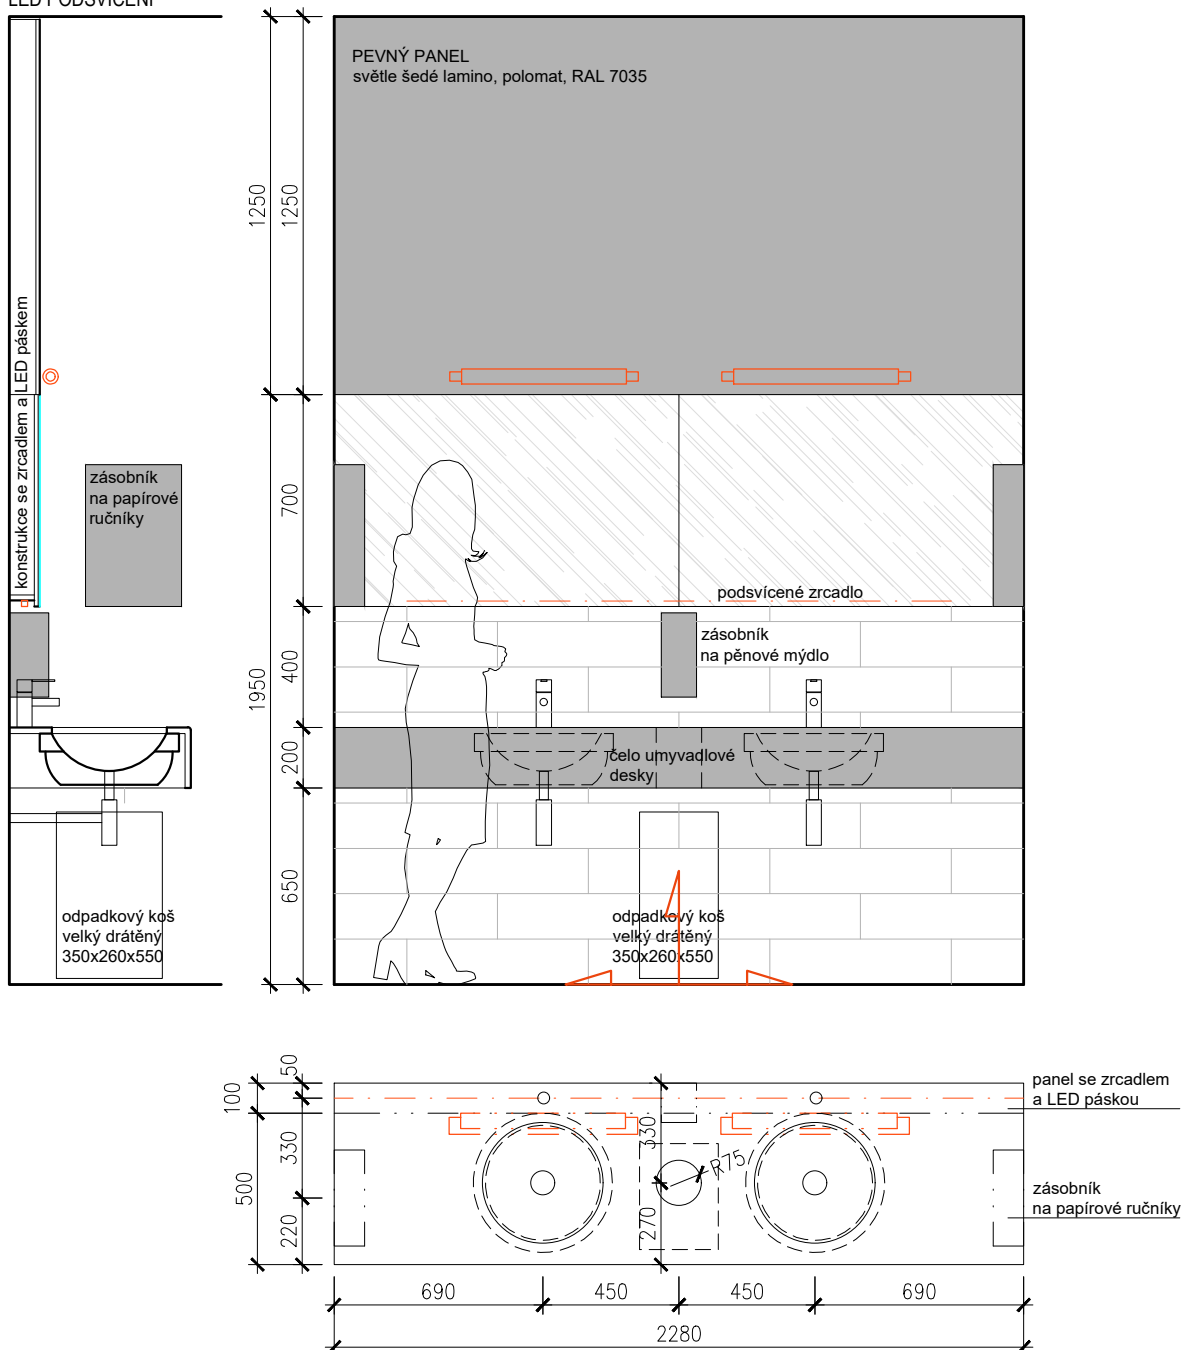 LED PODSVÍCENÍ
PEVNÝ PANEL
světle šedé lamino, polomat, RAL 7035
1250
1250
konstrukce se zrcadlem a LED páskem
zásobník
na papírové
ručníky
700
podsvícené zrcadlo
zásobník
na pěnové mýdlo
400
1950
200
čelo umyvadlové
desky
650
odpadkový koš
velký drátěný
350x260x550
odpadkový koš
velký drátěný
350x260x550
50
100
330
500
220
330
R75
270
panel se zrcadlem
a LED páskou
zásobník
na papírové ručníky
690
450
450
690
2280